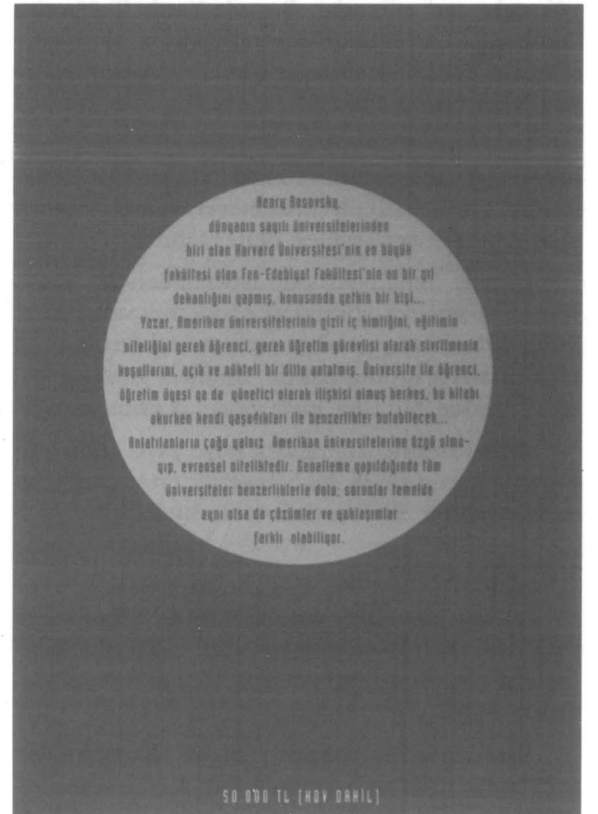 Henry Rosovsky,
dünyanın sayılı üniversitelerinden
biri olan Harvard Üniversitesi'nin en büyük
fakültesi olan Fen-Edebiyat Fakültesi'nin on bir yıl
dekanlığını yapmış, konusunda yetkin bir kişi...
Yazar, Amerikan üniversitelerinin gizli iç kimliğini, eğitimin
niteliğini gerek öğrenci, gerek öğretim görevlisi olarak sivrilmenin
koşullarını, açık ve nükteli bir dille anlatmış. Üniversite ile öğrenci,
öğretim üyesi ya da yönetici olarak ilişkisi olmuş herkes, bu kitabı
okurken kendi yaşadıkları ile benzerlikler bulabilecek...
Anlatılanların çoğu yalnız Amerikan üniversitelerine özgü olma-
yıp, evrensel niteliktedir. Genelleme yapıldığında tüm
üniversiteler benzerliklerle dolu; sorunlar temelde
aynı olsa da çözümler ve yaklaşımlar
farklı olabiliyor.
50 000 TL [KDV DAHİL]